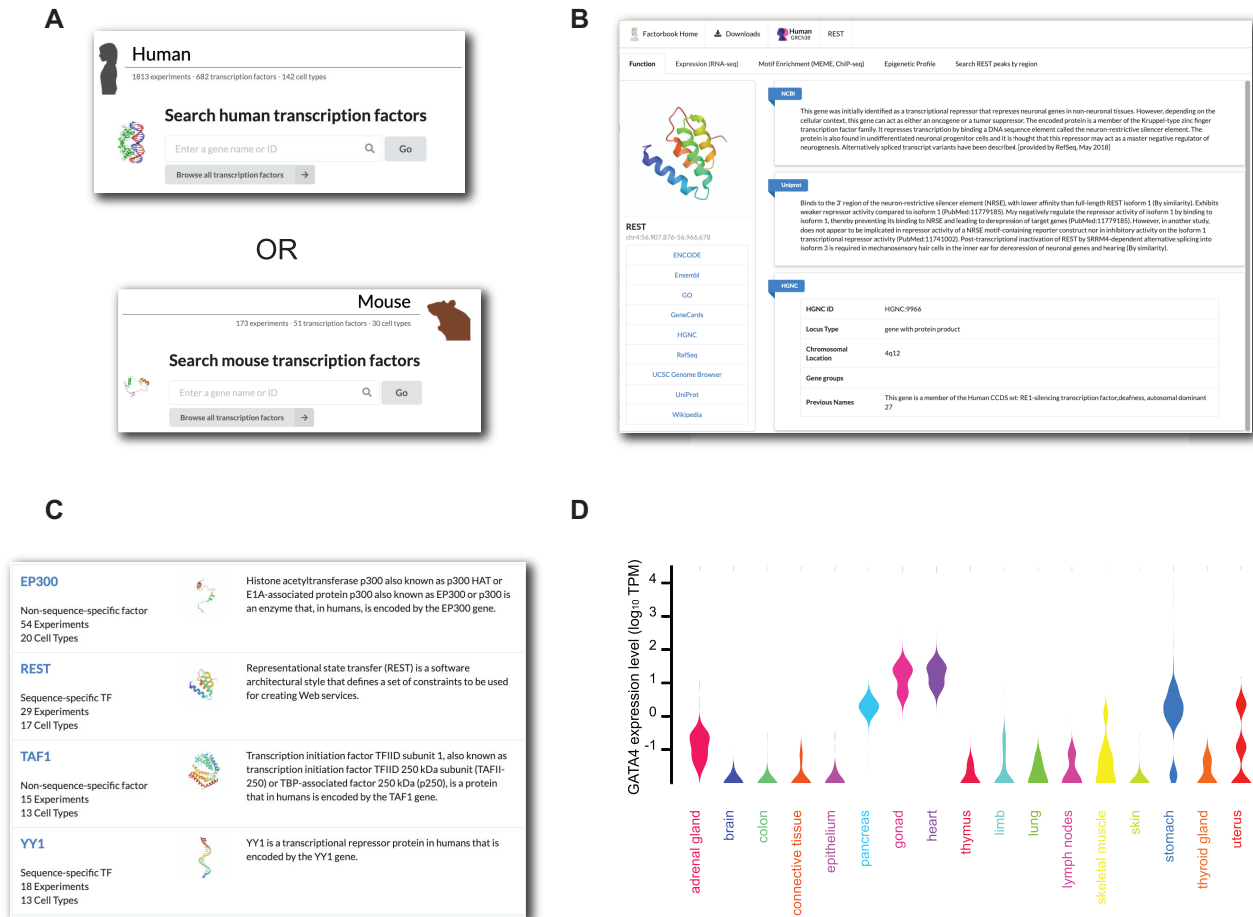 A
Human
1813 experiments · 682 transcription factors · 142 cell types
Search human transcription factors
Enter a gene name or ID
Go
Browse all transcription factors
OR
Mouse
173 experiments · 51 transcription factors · 30 cell types
Search mouse transcription factors
Enter a gene name or ID
Go
Browse all transcription factors
B
Factorbook Home
Downloads
Human
GRCh38
REST
Function
Expression (RNA-seq)
Motif Enrichment (MEME, ChIP-seq)
Epigenetic Profile
Search REST peaks by region
REST
chr4:56,907,876-56,966,678
ENCODE
Ensembl
GO
GeneCards
HGNC
RefSeq
UCSC Genome Browser
UniProt
Wikipedia
NCBI
This gene was initially identified as a transcriptional repressor that represses neuronal genes in non-neuronal tissues. However, depending on the
cellular context, this gene can act as either an oncogene or a tumor suppressor. The encoded protein is a member of the Kruppel-type zinc finger
transcription factor family. It represses transcription by binding a DNA sequence element called the neuron-restrictive silencer element. The
protein is also found in undifferentiated neuronal progenitor cells and it is thought that this repressor may act as a master negative regulator of
neurogenesis. Alternatively spliced transcript variants have been described. [provided by RefSeq, May 2018]
Uniprot
Binds to the 3' region of the neuron-restrictive silencer element (NRSE), with lower affinity than full-length REST isoform 1 (By similarity). Exhibits
weaker repressor activity compared to isoform 1 (PubMed:11779185). May negatively regulate the repressor activity of isoform 1 by binding to
isoform 1, thereby preventing its binding to NRSE and leading to derepression of target genes (PubMed:11779185). However, in another study,
does not appear to be implicated in repressor activity of a NRSE motif-containing reporter construct nor in inhibitory activity on the isoform 1
transcriptional repressor activity (PubMed:11741002). Post-transcriptional inactivation of REST by SRRM4-dependent alternative splicing into
isoform 3 is required in mechanosensory hair cells in the inner ear for derepression of neuronal genes and hearing (By similarity).
HGNC
HGNC ID
HGNC:9966
Locus Type
gene with protein product
Chromosomal
Location
4q12
Gene groups
Previous Names
This gene is a member of the Human CCDS set: RE1-silencing transcription factor,deafness, autosomal dominant
27
C
EP300
Non-sequence-specific factor
54 Experiments
20 Cell Types
Histone acetyltransferase p300 also known as p300 HAT or
E1A-associated protein p300 also known as EP300 or p300 is
an enzyme that, in humans, is encoded by the EP300 gene.
REST
Sequence-specific TF
29 Experiments
17 Cell Types
Representational state transfer (REST) is a software
architectural style that defines a set of constraints to be used
for creating Web services.
TAF1
Non-sequence-specific factor
15 Experiments
13 Cell Types
Transcription initiation factor TFIID subunit 1, also known as
transcription initiation factor TFIID 250 kDa subunit (TAFII-
250) or TBP-associated factor 250 kDa (p250), is a protein
that in humans is encoded by the TAF1 gene.
YY1
Sequence-specific TF
18 Experiments
13 Cell Types
YY1 is a transcriptional repressor protein in humans that is
encoded by the YY1 gene.
D
GATA4 expression level (log₁₀ TPM)
4
3
2
1
0
-1
adrenal gland
brain
colon
connective tissue
epithelium
pancreas
gonad
heart
thymus
limb
lung
lymph nodes
skeletal muscle
skin
stomach
thyroid gland
uterus